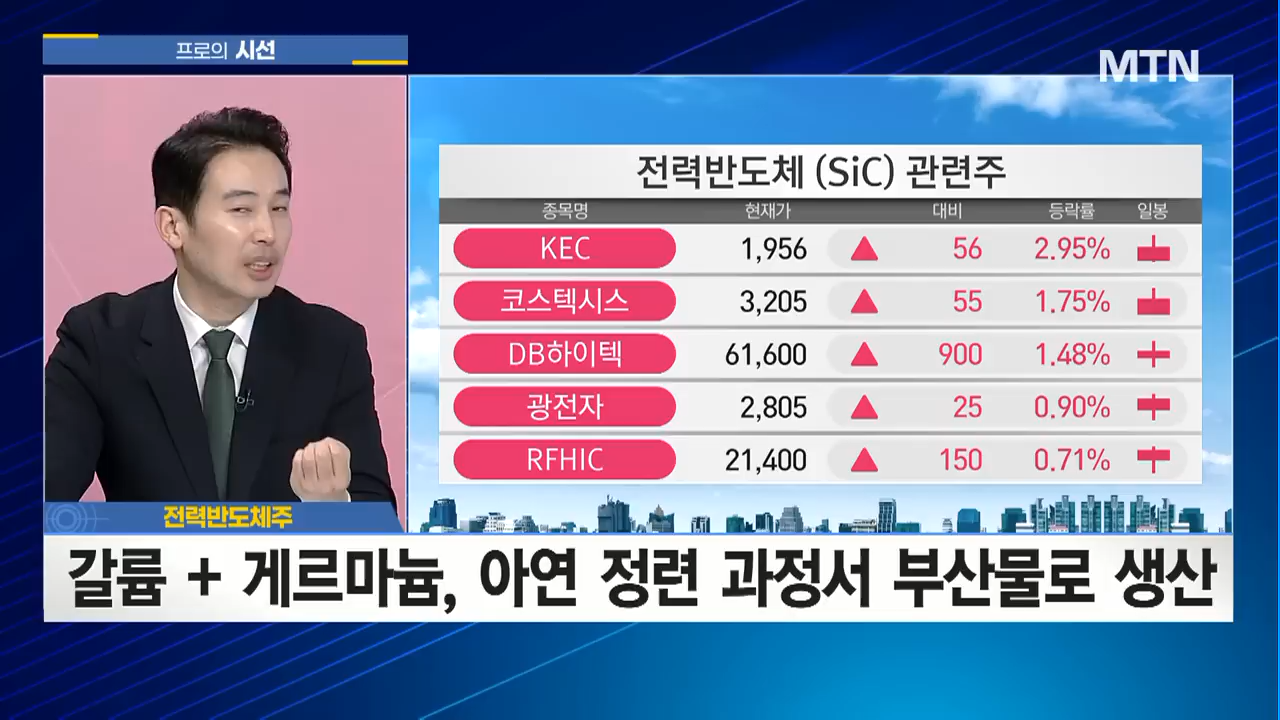 프로의 시선
MTN
전력반도체 (SiC) 관련주
종목명 현재가 대비 등락률 일봉
KEC 1,956 ▲ 56 2.95%
코스텍시스 3,205 ▲ 55 1.75%
DB하이텍 61,600 ▲ 900 1.48%
광전자 2,805 ▲ 25 0.90%
RFHIC 21,400 ▲ 150 0.71%
전력반도체주
갈륨 + 게르마늄, 아연 정련 과정서 부산물로 생산